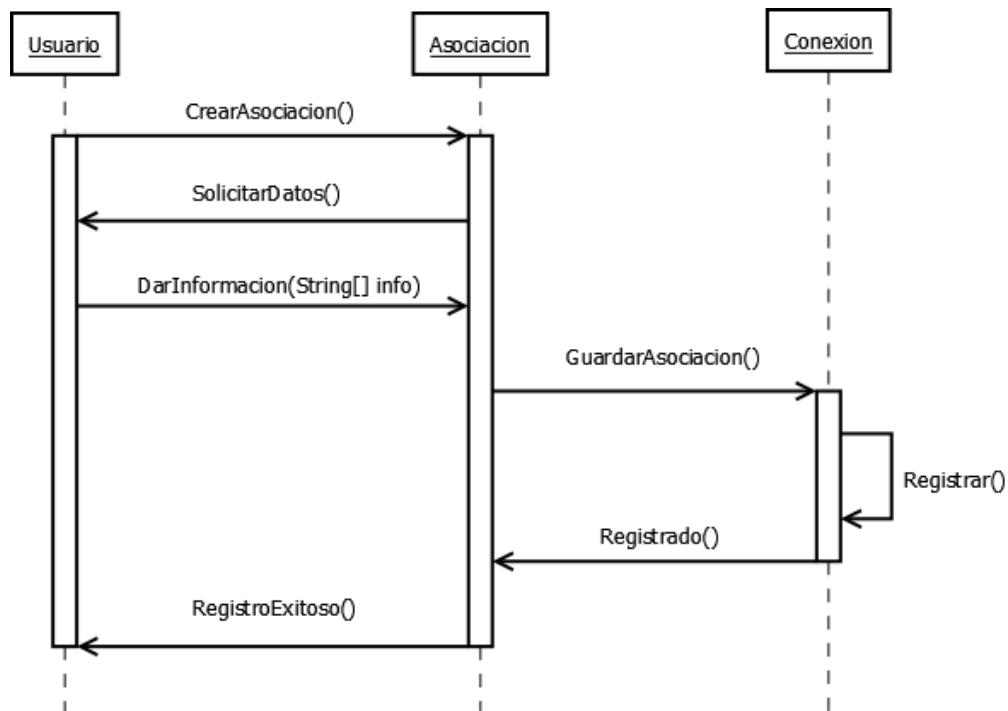 Usuario
Asociacion
Conexion
CrearAsociacion()
SolicitarDatos()
DarInformacion(String[] info)
GuardarAsociacion()
Registrar()
Registrado()
RegistroExitoso()